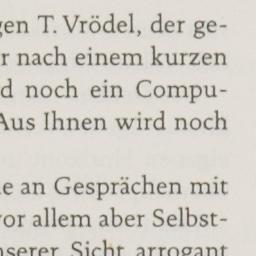 gen T. Vrödel, der ge-
r nach einem kurzen
d noch ein Compu-
Aus Ihnen wird noch
e an Gesprächen mit
vor allem aber Selbst-
nserer Sicht arrogant